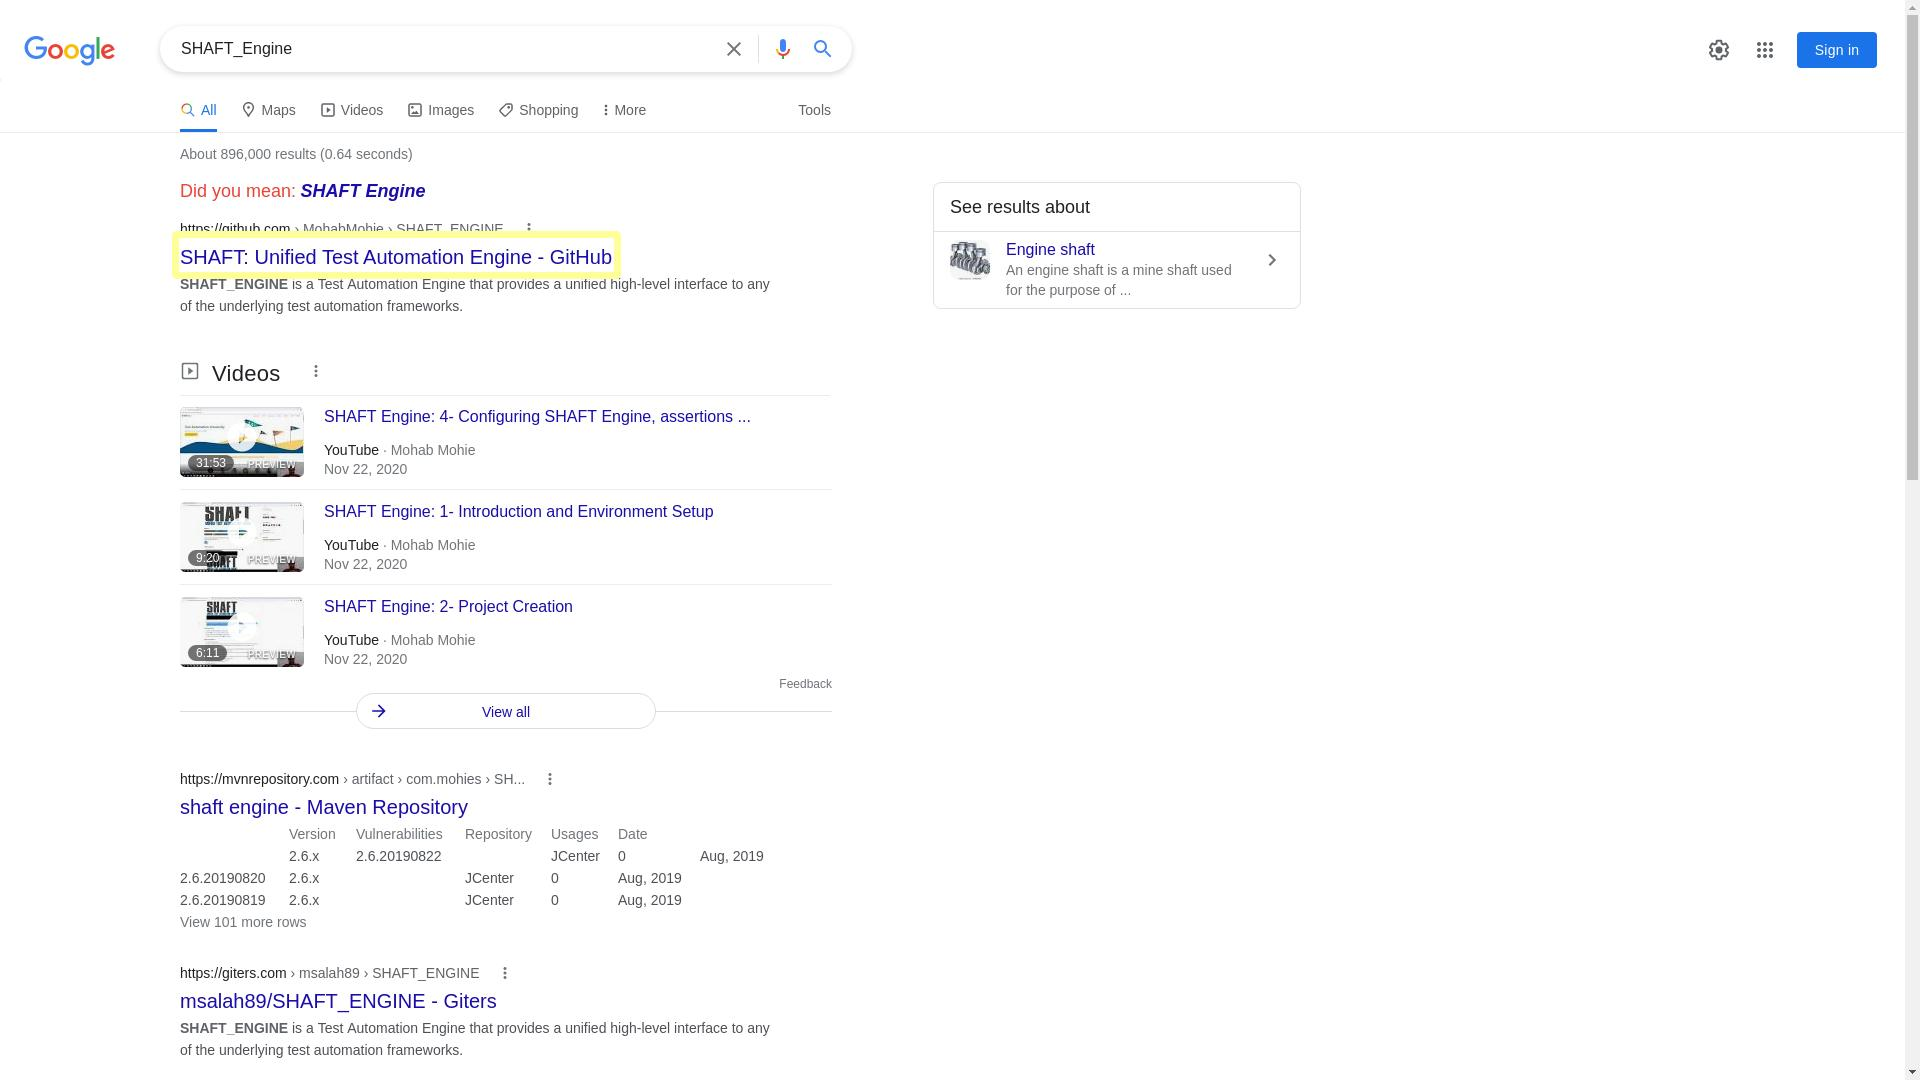 Google
SHAFT_Engine
Sign in
All
Maps
Videos
Images
Shopping
More
Tools
About 896,000 results (0.64 seconds)
Did you mean: SHAFT Engine
https://github.com › MohabMohie › SHAFT_ENGINE
SHAFT: Unified Test Automation Engine - GitHub
SHAFT_ENGINE is a Test Automation Engine that provides a unified high-level interface to any
of the underlying test automation frameworks.
See results about
Engine shaft
An engine shaft is a mine shaft used
for the purpose of ...
Videos
31:53
PREVIEW
SHAFT Engine: 4- Configuring SHAFT Engine, assertions ...
YouTube · Mohab Mohie
Nov 22, 2020
SHAFT
9:20
PREVIEW
SHAFT
SHAFT Engine: 1- Introduction and Environment Setup
YouTube · Mohab Mohie
Nov 22, 2020
SHAFT
6:11
PREVIEW
SHAFT Engine: 2- Project Creation
YouTube · Mohab Mohie
Nov 22, 2020
Feedback
View all
https://mvnrepository.com › artifact › com.mohies › SH...
shaft engine - Maven Repository
Version Vulnerabilities Repository Usages Date
2.6.x 2.6.20190822 JCenter 0 Aug, 2019
2.6.20190820 2.6.x JCenter 0 Aug, 2019
2.6.20190819 2.6.x JCenter 0 Aug, 2019
View 101 more rows
https://giters.com › msalah89 › SHAFT_ENGINE
msalah89/SHAFT_ENGINE - Giters
SHAFT_ENGINE is a Test Automation Engine that provides a unified high-level interface to any
of the underlying test automation frameworks.